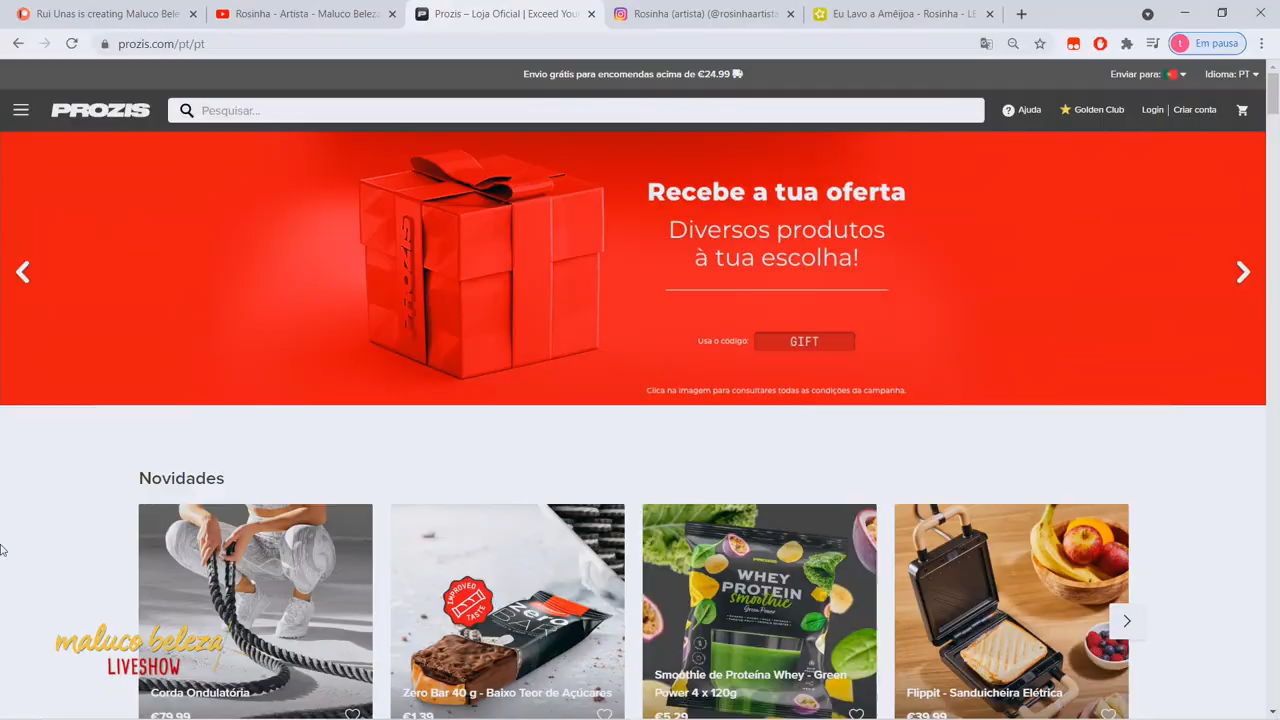 Rui Unas is creating Maluco Bele
Rosinha - Artista - Maluco Beleza
Prozis – Loja Oficial | Exceed You
Rosinha (artista) (@rosinhaartista
Eu Lavo a Amêijoa - Rosinha - LE
prozis.com/pt/pt
t
Em pausa
Envio grátis para encomendas acima de €24.99
Enviar para:
Idioma: PT
PROZIS
Pesquisar...
Ajuda
Golden Club
Login | Criar conta
PROZIS
Recebe a tua oferta
Diversos produtos
à tua escolha!
Usa o código:
GIFT
Clica na imagem para consultares todas as condições da campanha.
Novidades
IMPROVED
TASTE
zero
BAR
PROZIS
WHEY
PROTEIN
smoothie
Green Power
maluco beleza
LIVESHOW
Corda Ondulatória
€79.99
Zero Bar 40 g - Baixo Teor de Açúcares
€1.39
Smoothie de Proteína Whey - Green
Power 4 x 120g
€5.29
Flippit - Sanduicheira Elétrica
€39.99